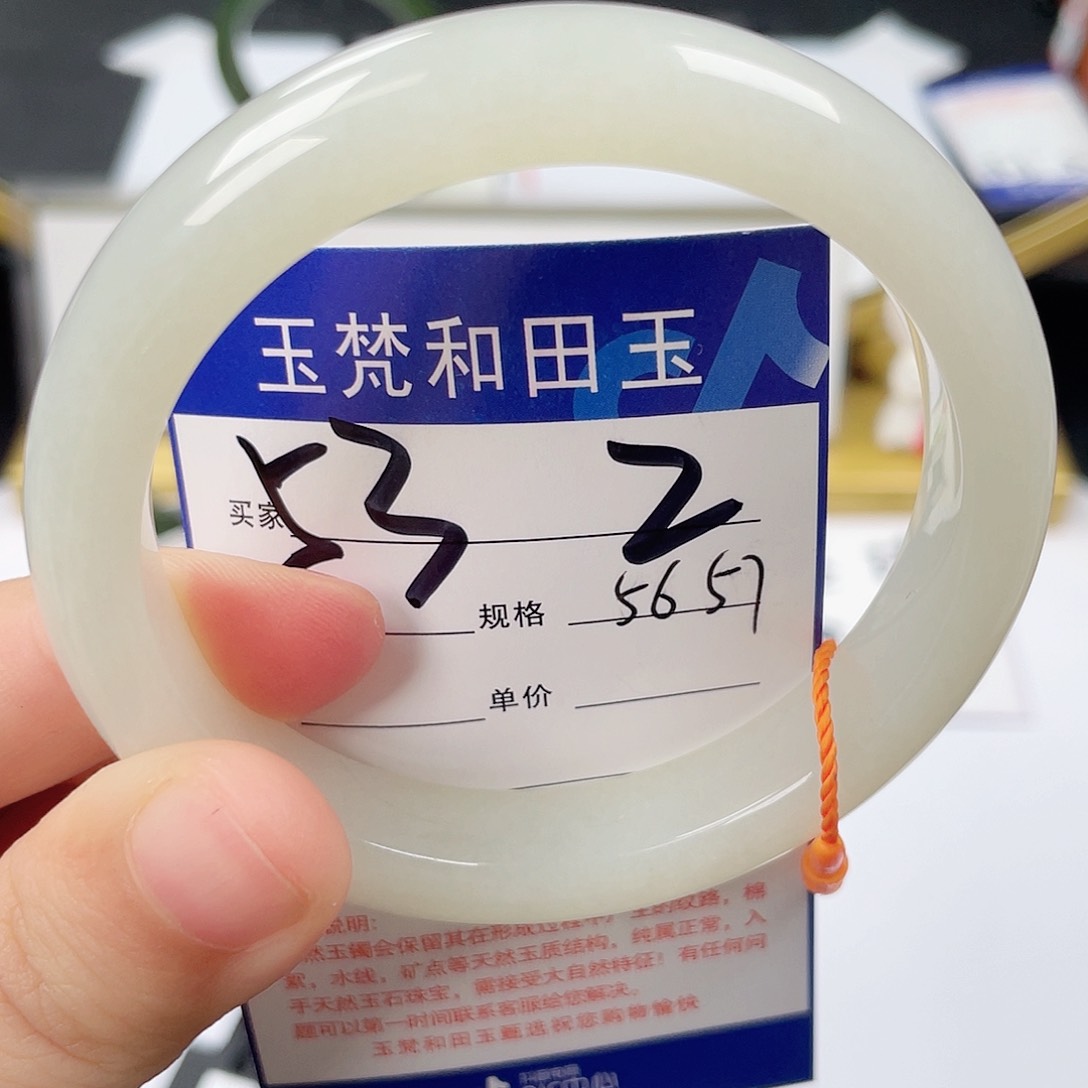 玉梵和田玉
买家 53 2
规格 56 57
单价
说明:
然玉镯会保留其在形成过程中产生的纹路，棉
絮，水线，矿点等天然玉质结构，纯属正常，入
手天然玉石珠宝，需接受大自然特征！有任何问
题可以第一时间联系客服给您解决。
玉梵和田玉甄选祝您购物愉快